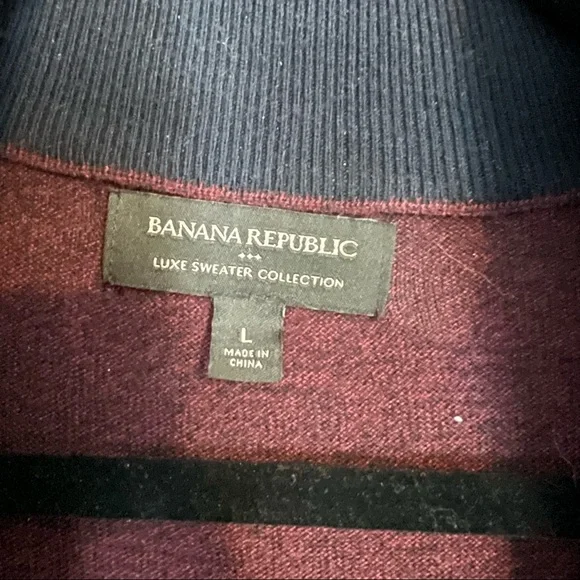 BANANA REPUBLIC
LUXE SWEATER COLLECTION
L
MADE IN
CHINA